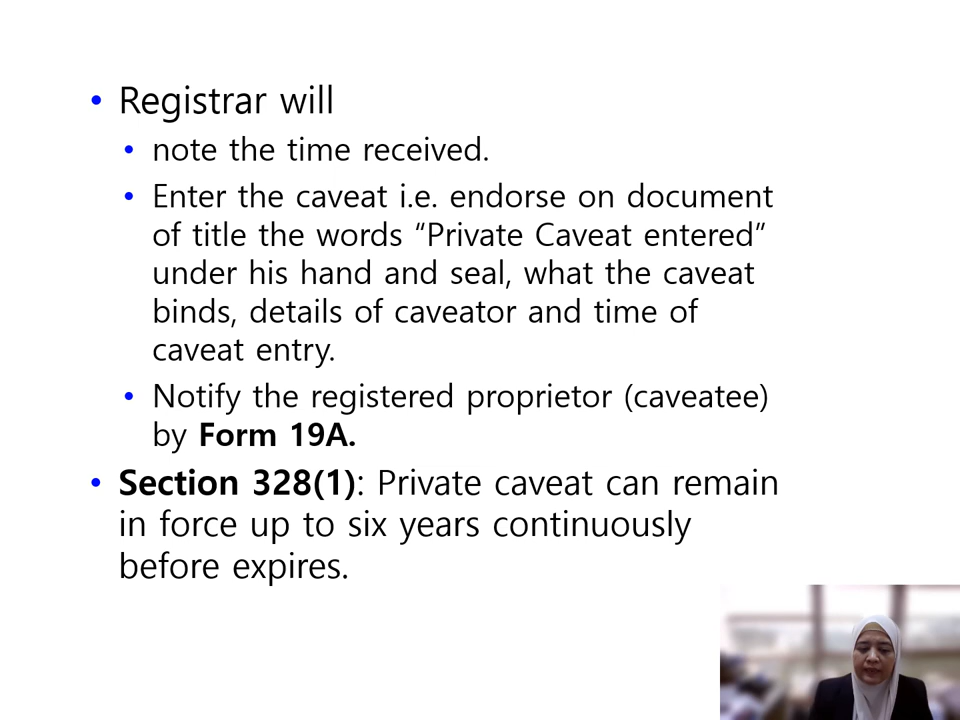 • Registrar will
• note the time received.
• Enter the caveat i.e. endorse on document
of title the words “Private Caveat entered”
under his hand and seal, what the caveat
binds, details of caveator and time of
caveat entry.
• Notify the registered proprietor (caveatee)
by Form 19A.
• Section 328(1): Private caveat can remain
in force up to six years continuously
before expires.